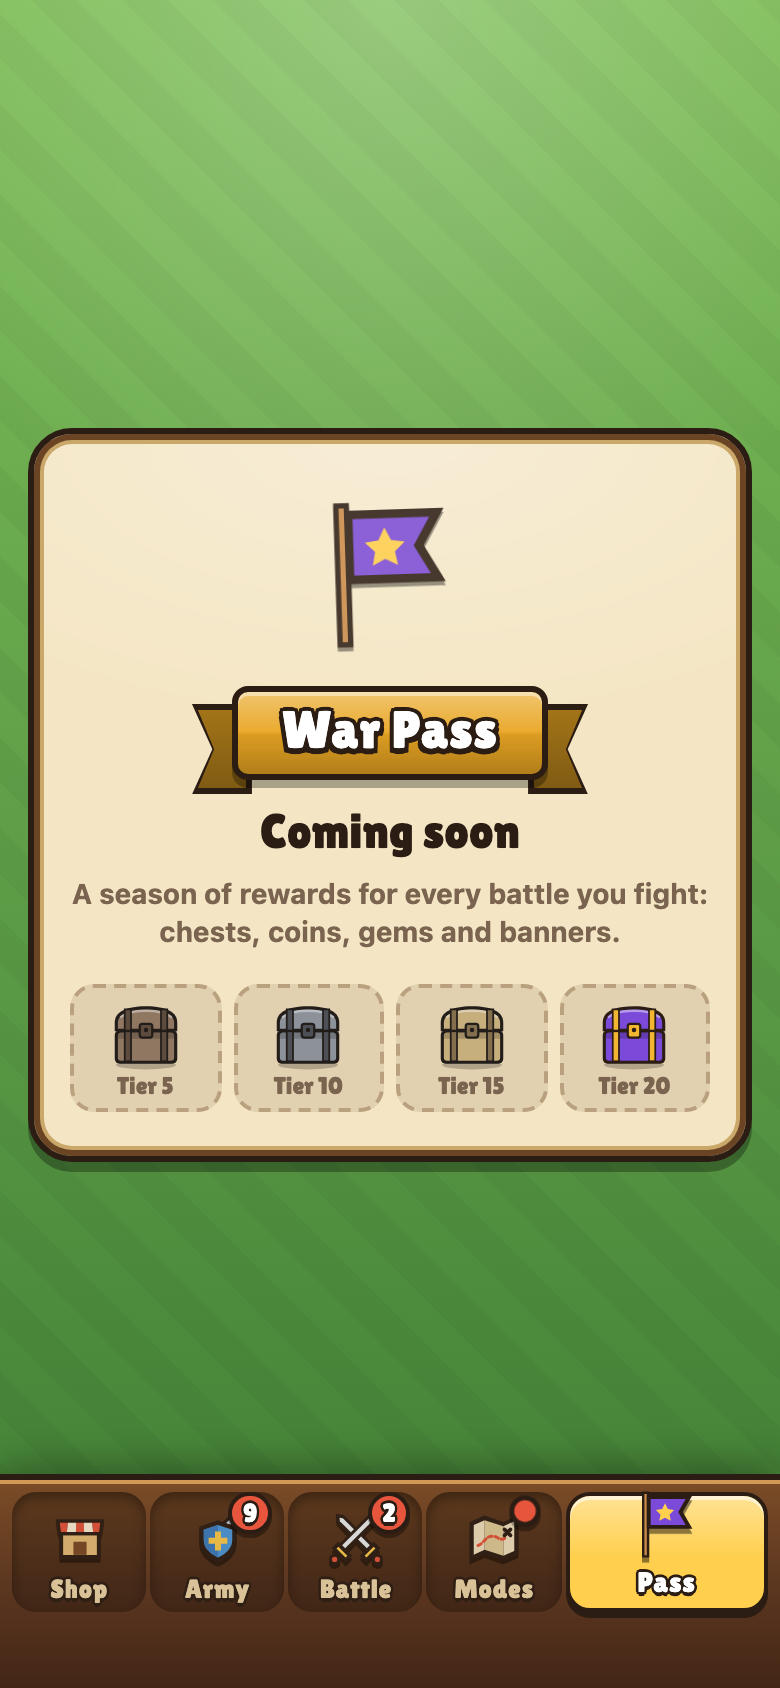 War Pass
Coming soon
A season of rewards for every battle you fight:
chests, coins, gems and banners.
Tier 5 Tier 10 Tier 15 Tier 20
9 2
Shop Army Battle Modes Pass